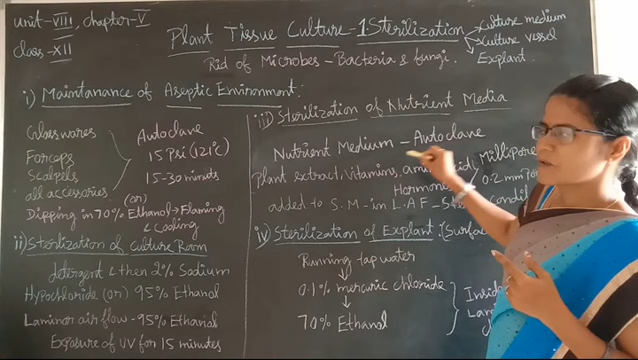 Unit-VIII, chapter-V
class-XII
Plant Tissue Culture-1 Sterilization
Culture medium
Culture vessel
Explant.
Rid of Microbes - Bacteria & fungi.
i) Maintanance of Aseptic Environment.
Glasswares
Forceps
Scalpels
all accessories
Autoclave
15 Psi (121°C)
15-30 minuts
(or)
Dipping in 70% Ethanol → Flaming
& Cooling
ii) Sterilization of Culture Room
detergent & then 2% Sodium
Hypochloride (or) 95% Ethanol
Laminar air flow - 95% Ethanol
Exposure of UV for 15 minutes
iii) Sterilization of Nutrient Media
Nutrient Medium - Autoclave
Plant extract, Vitamins, amino acid, Millipore
Hormone 0.2 mm
added to S.M - in L.A.F
iv) Sterilization of Explant
Running tap water
↓
0.1% mercuric chloride
↓
70% Ethanol